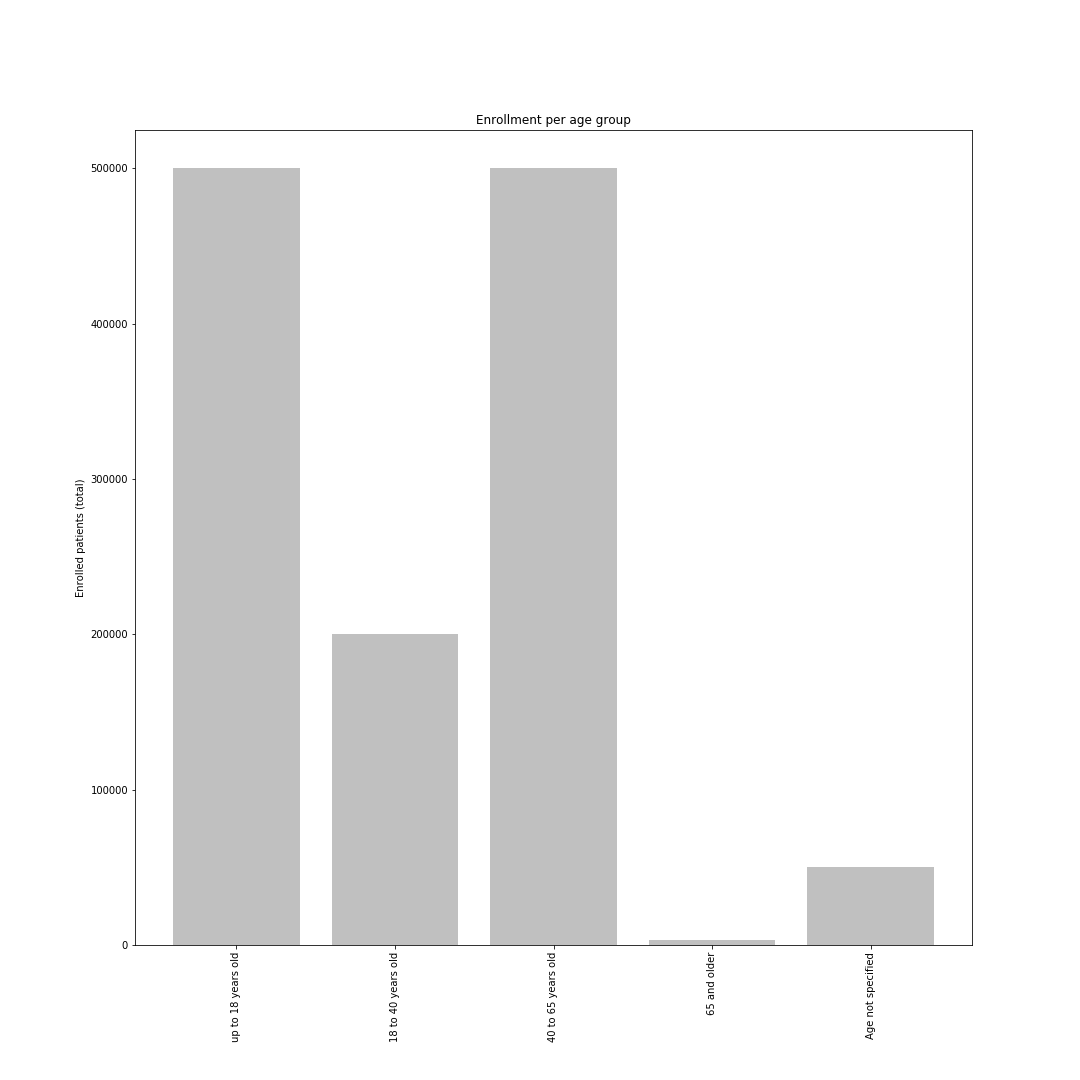 Enrollment per age group
Enrolled patients (total)
500000
400000
300000
200000
100000
0
up to 18 years old
18 to 40 years old
40 to 65 years old
65 and older
Age not specified